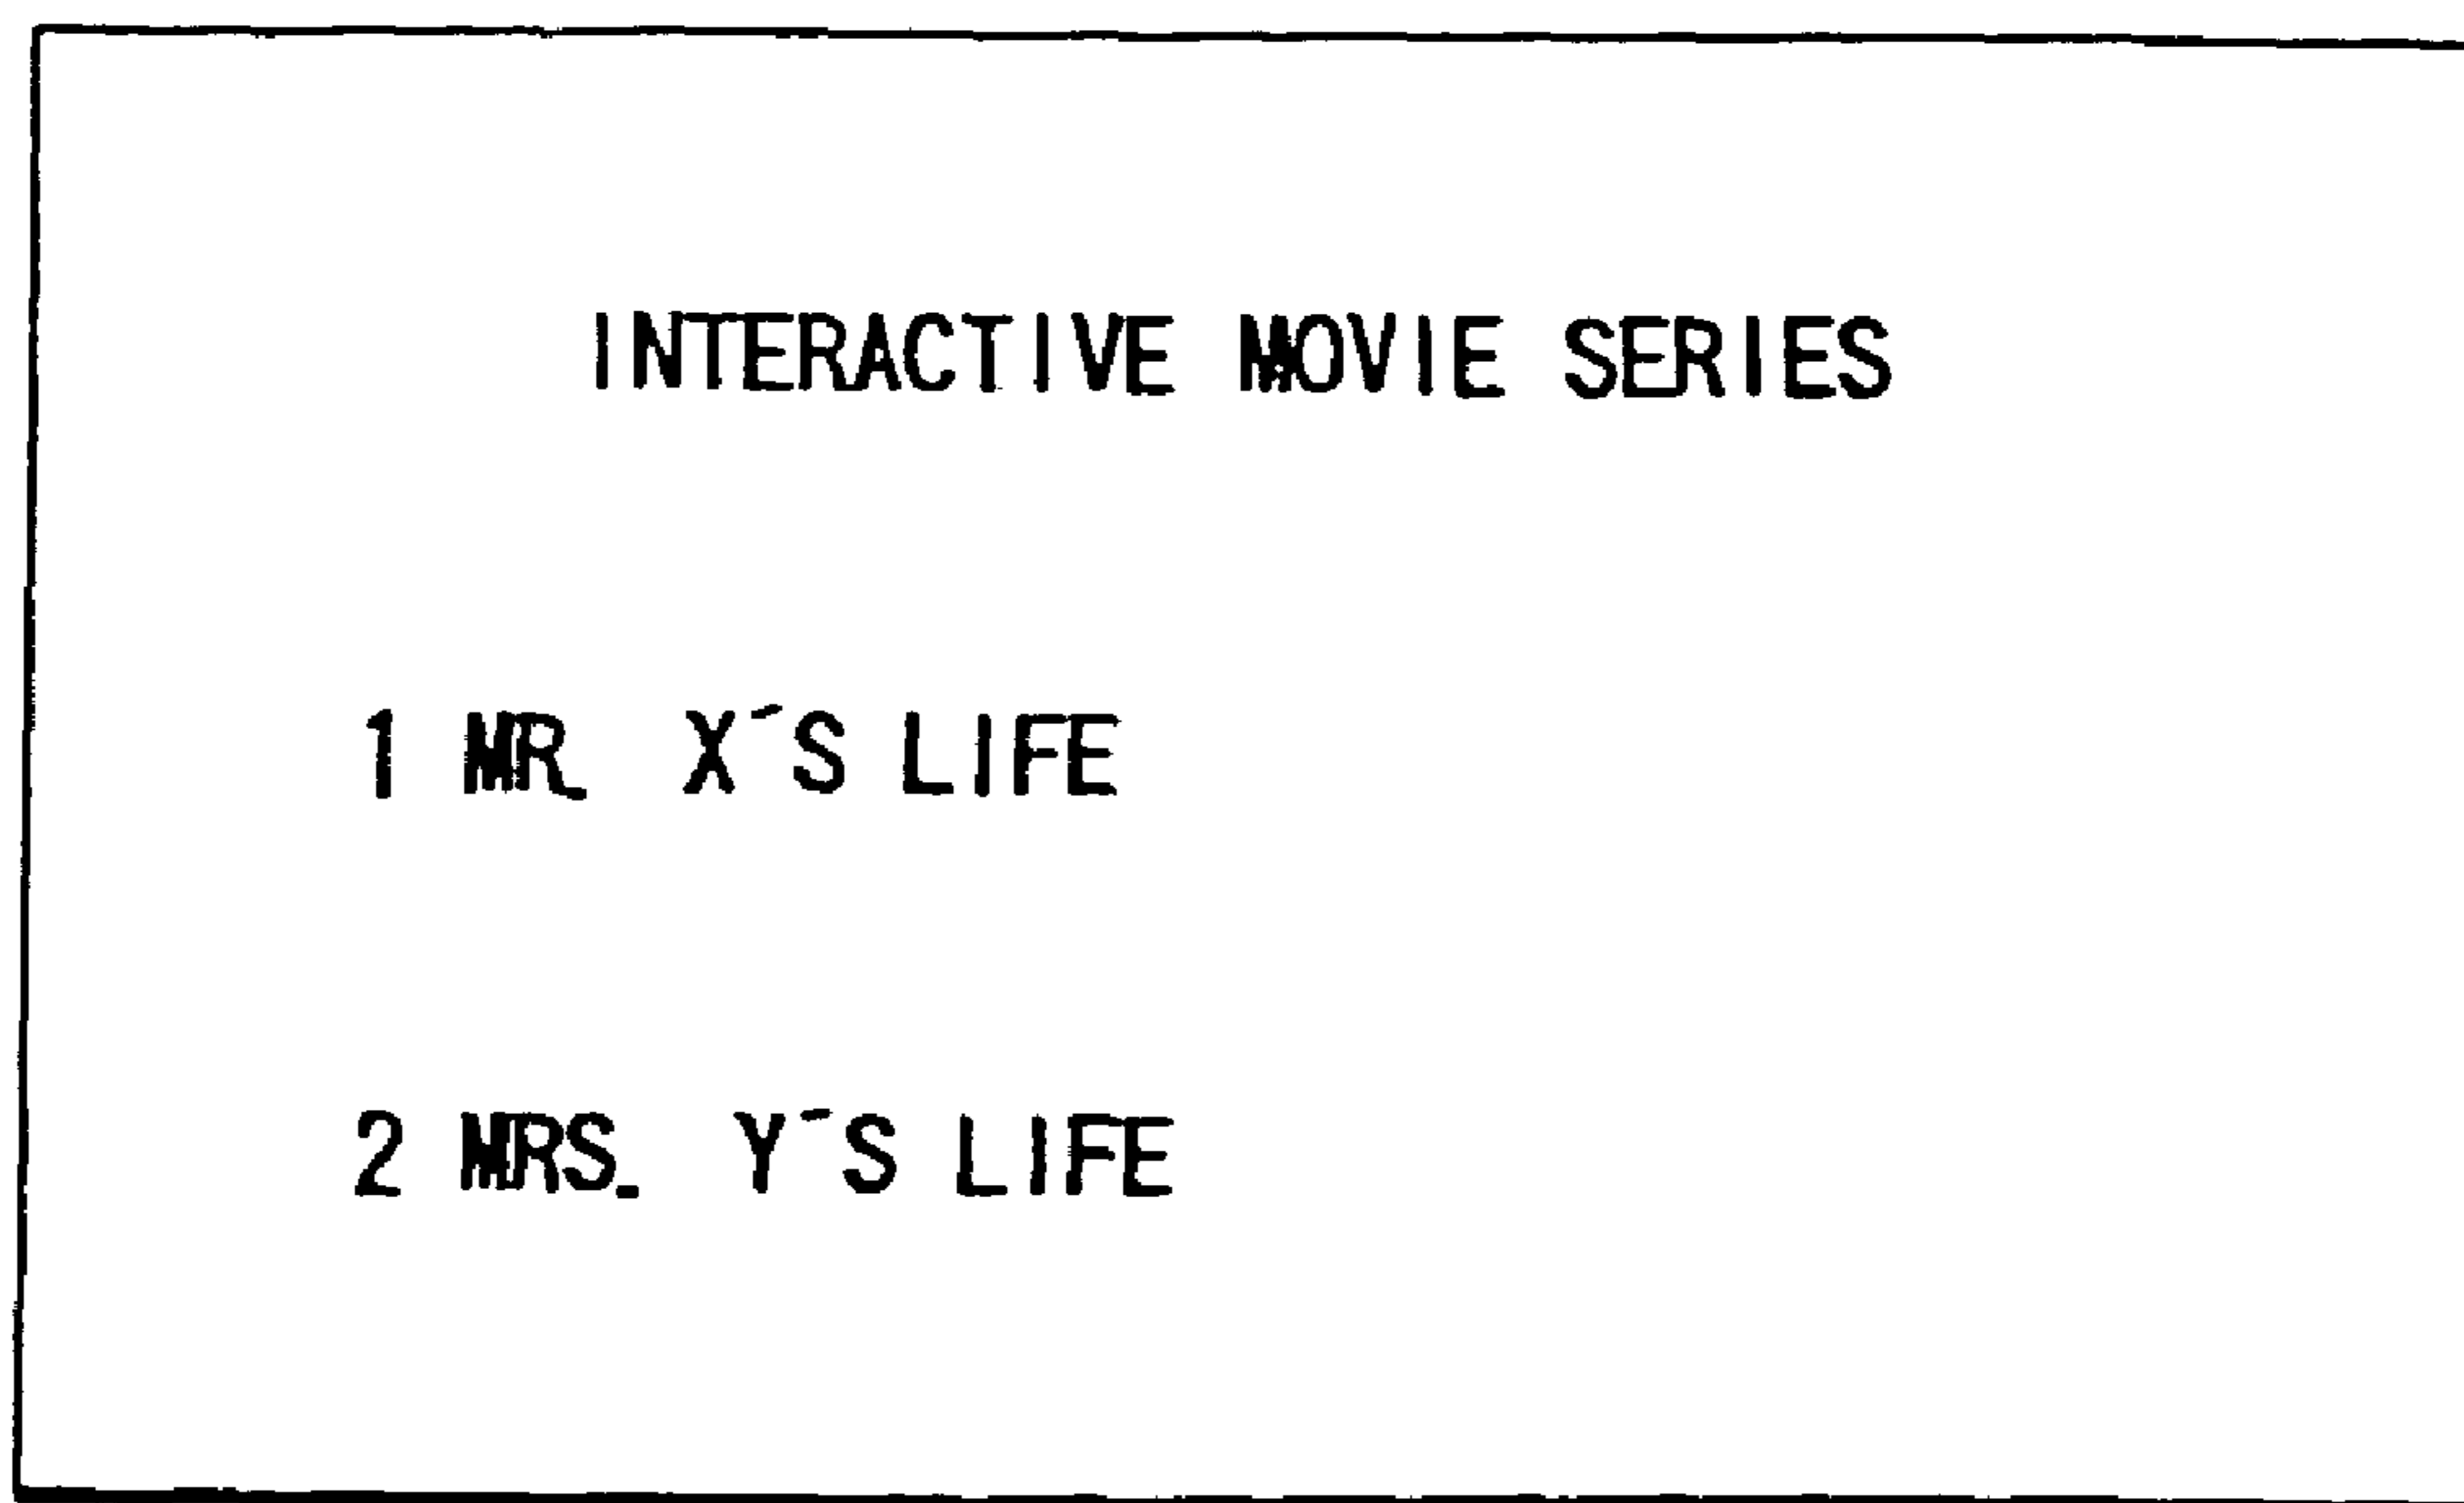 INTERACTIVE MOVIE SERIES
1 MR. X´S LIFE
2 MRS. Y´S LIFE